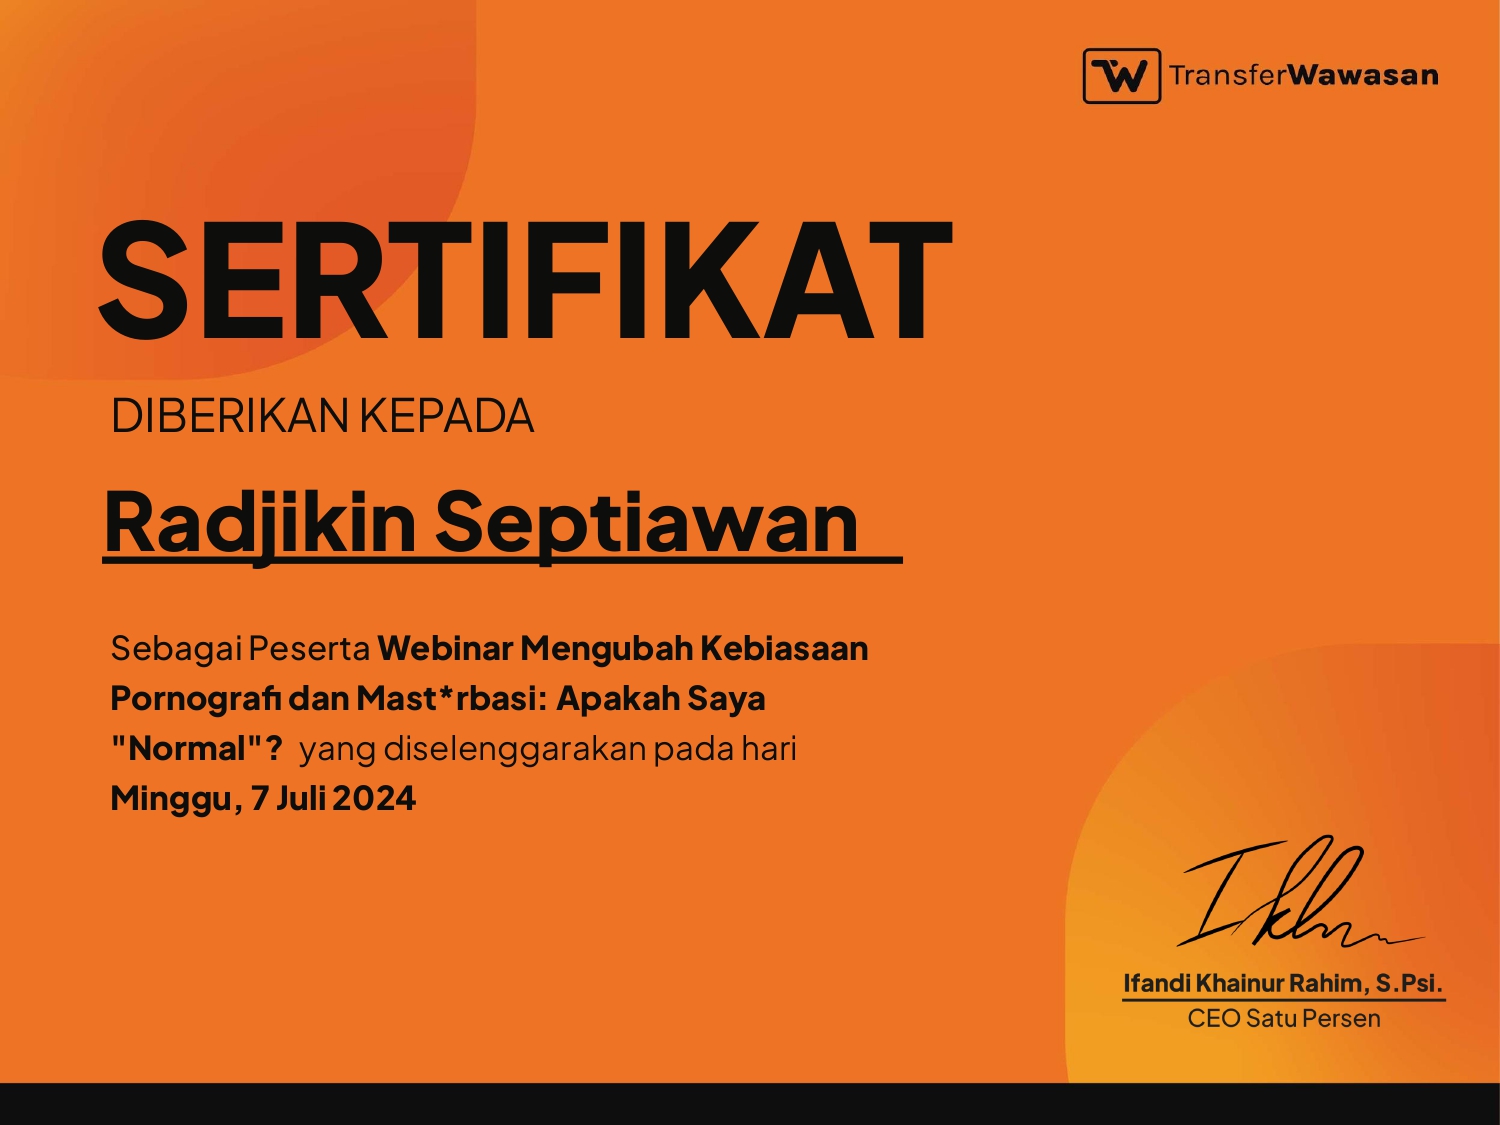 TransferWawasan
SERTIFIKAT
DIBERIKAN KEPADA
Radjikin Septiawan
Sebagai Peserta Webinar Mengubah Kebiasaan
Pornografi dan Mast*rbasi: Apakah Saya
"Normal"? yang diselenggarakan pada hari
Minggu, 7 Juli 2024
Ifandi Khainur Rahim, S.Psi.
CEO Satu Persen